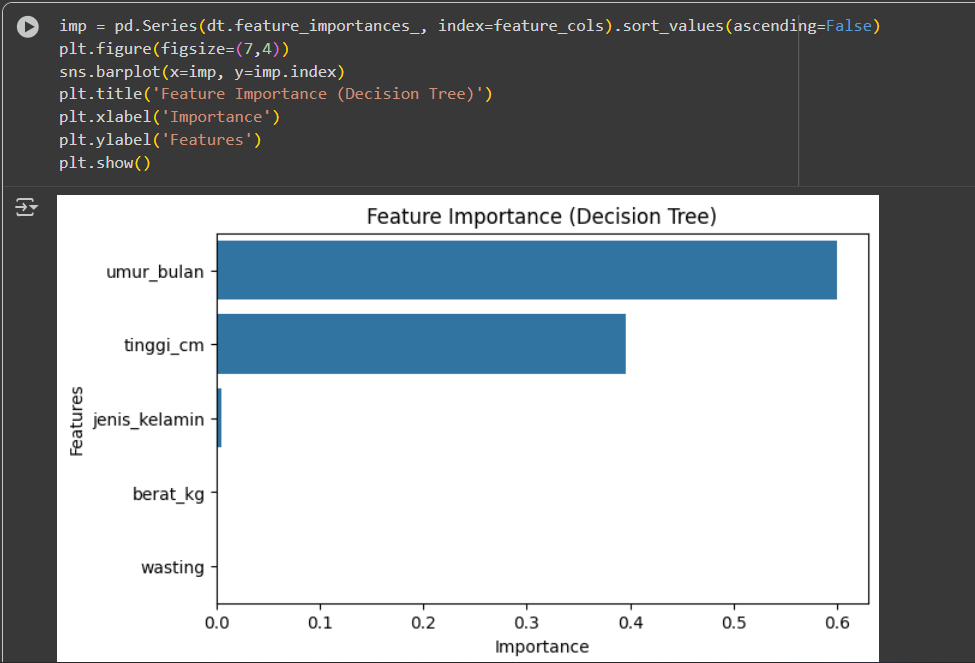 imp = pd.Series(dt.feature_importances_, index=feature_cols).sort_values(ascending=False)
plt.figure(figsize=(7,4))
sns.barplot(x=imp, y=imp.index)
plt.title('Feature Importance (Decision Tree)')
plt.xlabel('Importance')
plt.ylabel('Features')
plt.show()
Feature Importance (Decision Tree)
umur_bulan
tinggi_cm
jenis_kelamin
berat_kg
wasting
Features
0.0 0.1 0.2 0.3 0.4 0.5 0.6
Importance